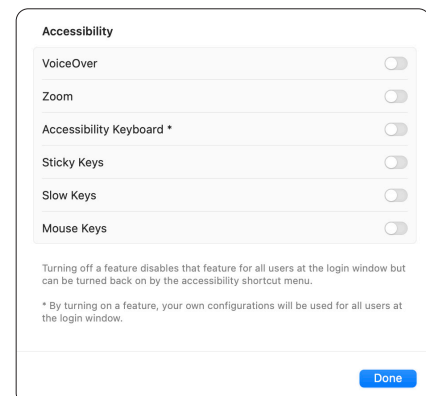 Accessibility
VoiceOver
Zoom
Accessibility Keyboard *
Sticky Keys
Slow Keys
Mouse Keys
Turning off a feature disables that feature for all users at the login window but
can be turned back on by the accessibility shortcut menu.
* By turning on a feature, your own configurations will be used for all users at
the login window.
Done